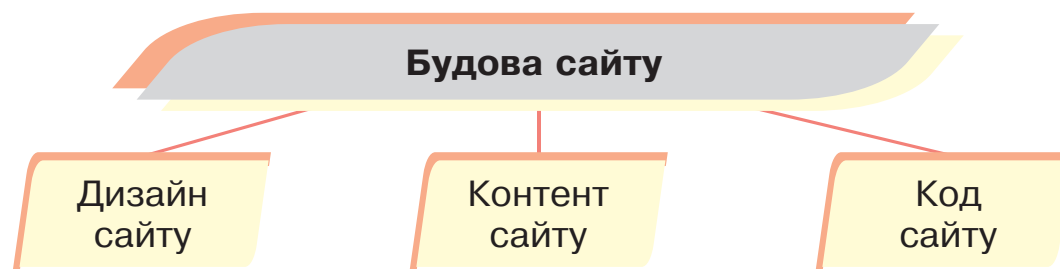 Будова сайту
Дизайн
сайту
Контент
сайту
Код
сайту